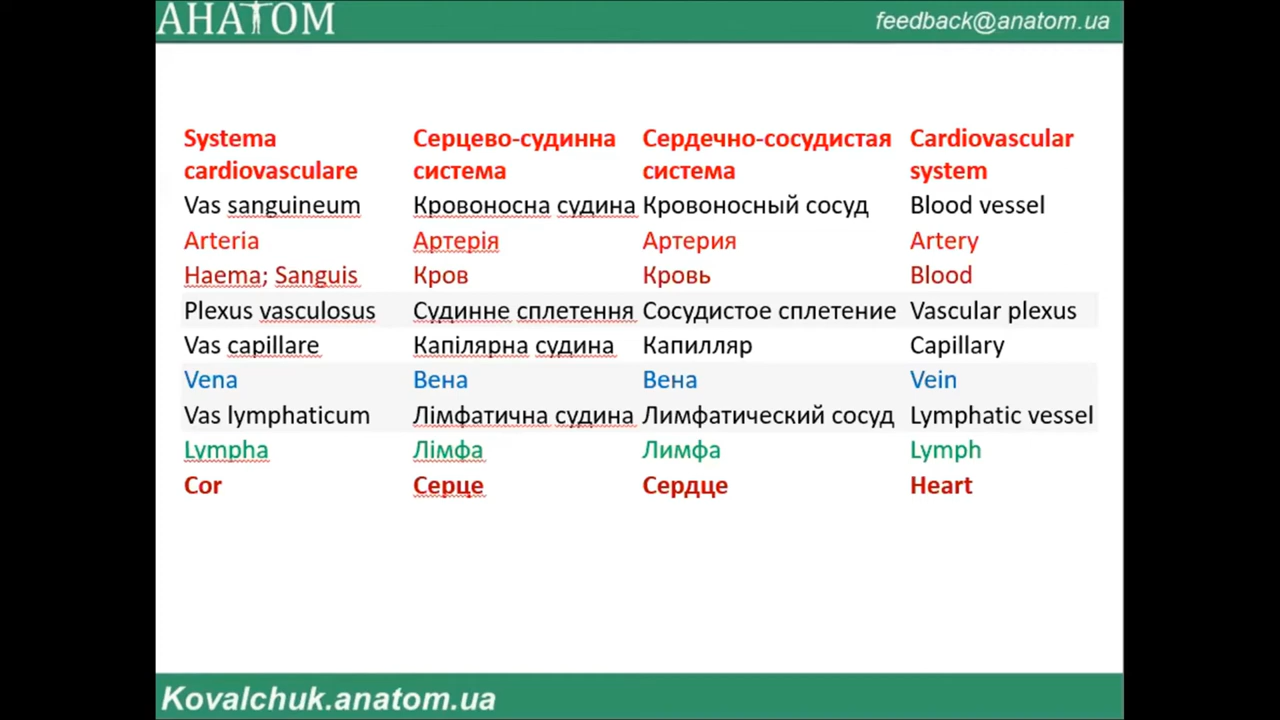 АНАТОМ
feedback@anatom.ua
Systema cardiovasculare Серцево-судинна система Сердечно-сосудистая система Cardiovascular system
Vas sanguineum Кровоносна судина Кровоносный сосуд Blood vessel
Arteria Артерія Артерия Artery
Haema; Sanguis Кров Кровь Blood
Plexus vasculosus Судинне сплетення Сосудистое сплетение Vascular plexus
Vas capillare Капілярна судина Капилляр Capillary
Vena Вена Вена Vein
Vas lymphaticum Лімфатична судина Лимфатический сосуд Lymphatic vessel
Lympha Лімфа Лимфа Lymph
Cor Серце Сердце Heart
Kovalchuk.anatom.ua